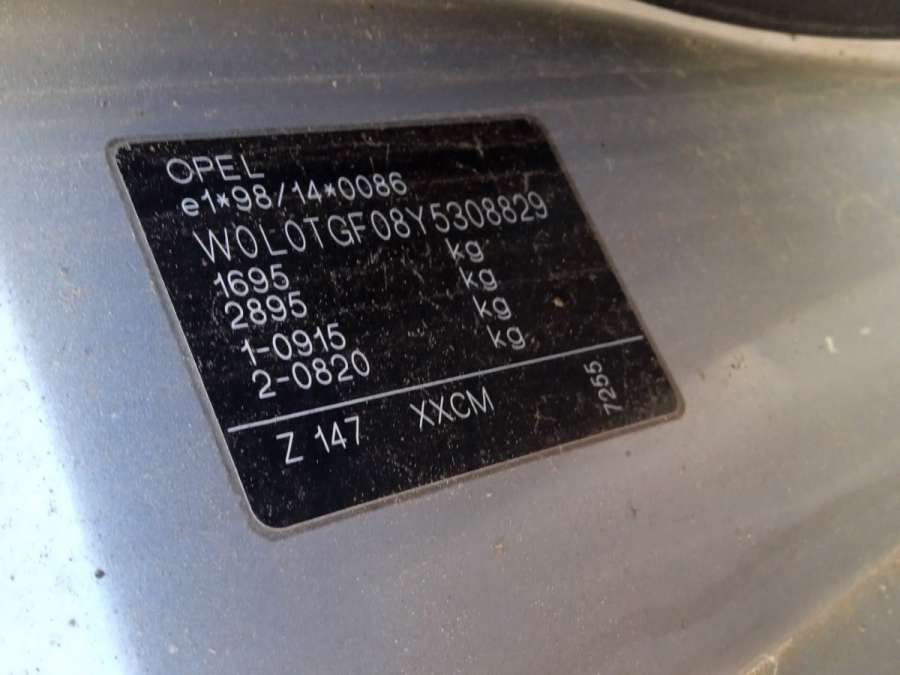 OPEL
e1*98/14*0086
W0L0TGF08Y5308829
1695 kg
2895 kg
1-0915 kg
2-0820 kg
Z 147 XXCM 7255